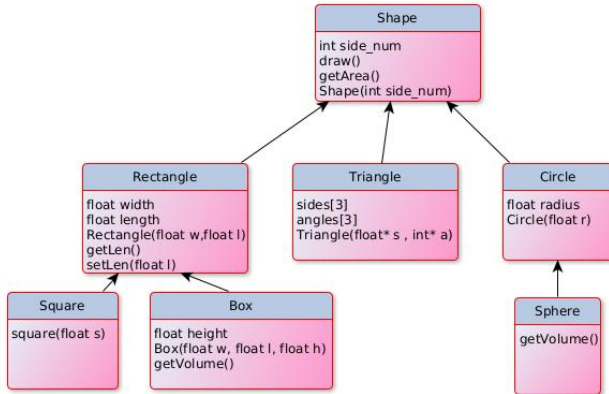 Shape
int side_num
draw()
getArea()
Shape(int side_num)
Rectangle
float width
float length
Rectangle(float w,float l)
getLen()
setLen(float l)
Triangle
sides[3]
angles[3]
Triangle(float* s , int* a)
Circle
float radius
Circle(float r)
Square
square(float s)
Box
float height
Box(float w, float l, float h)
getVolume()
Sphere
getVolume()